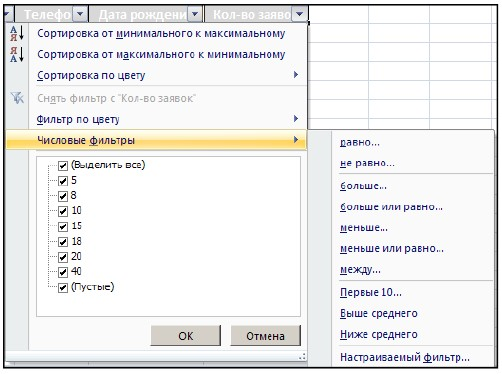 Телефо Дата рождени Кол-во заяво
Сортировка от минимального к максимальному
Сортировка от максимального к минимальному
Сортировка по цвету
Снять фильтр с "Кол-во заявок"
Фильтр по цвету
Числовые фильтры
(Выделить все)
5
8
10
15
18
20
40
(Пустые)
ОК Отмена
равно...
не равно...
больше...
больше или равно...
меньше...
меньше или равно...
между...
Первые 10...
Выше среднего
Ниже среднего
Настраиваемый фильтр...